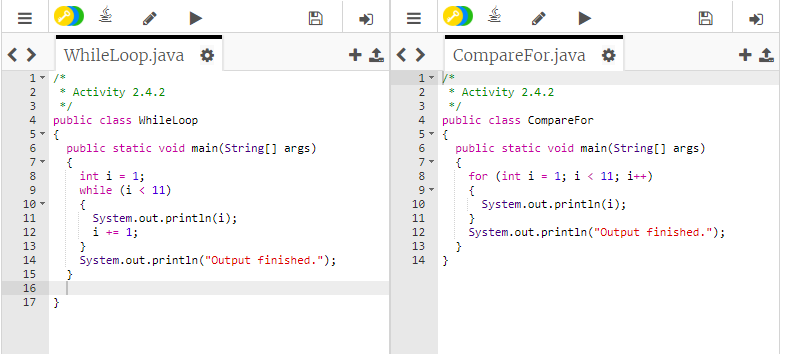 WhileLoop.java
1 /*
2  * Activity 2.4.2
3  */
4 public class WhileLoop
5 {
6   public static void main(String[] args)
7   {
8     int i = 1;
9     while (i < 11)
10     {
11       System.out.println(i);
12       i += 1;
13     }
14     System.out.println("Output finished.");
15   }
16
17 }
CompareFor.java
1 /*
2  * Activity 2.4.2
3  */
4 public class CompareFor
5 {
6   public static void main(String[] args)
7   {
8     for (int i = 1; i < 11; i++)
9     {
10       System.out.println(i);
11     }
12     System.out.println("Output finished.");
13   }
14 }